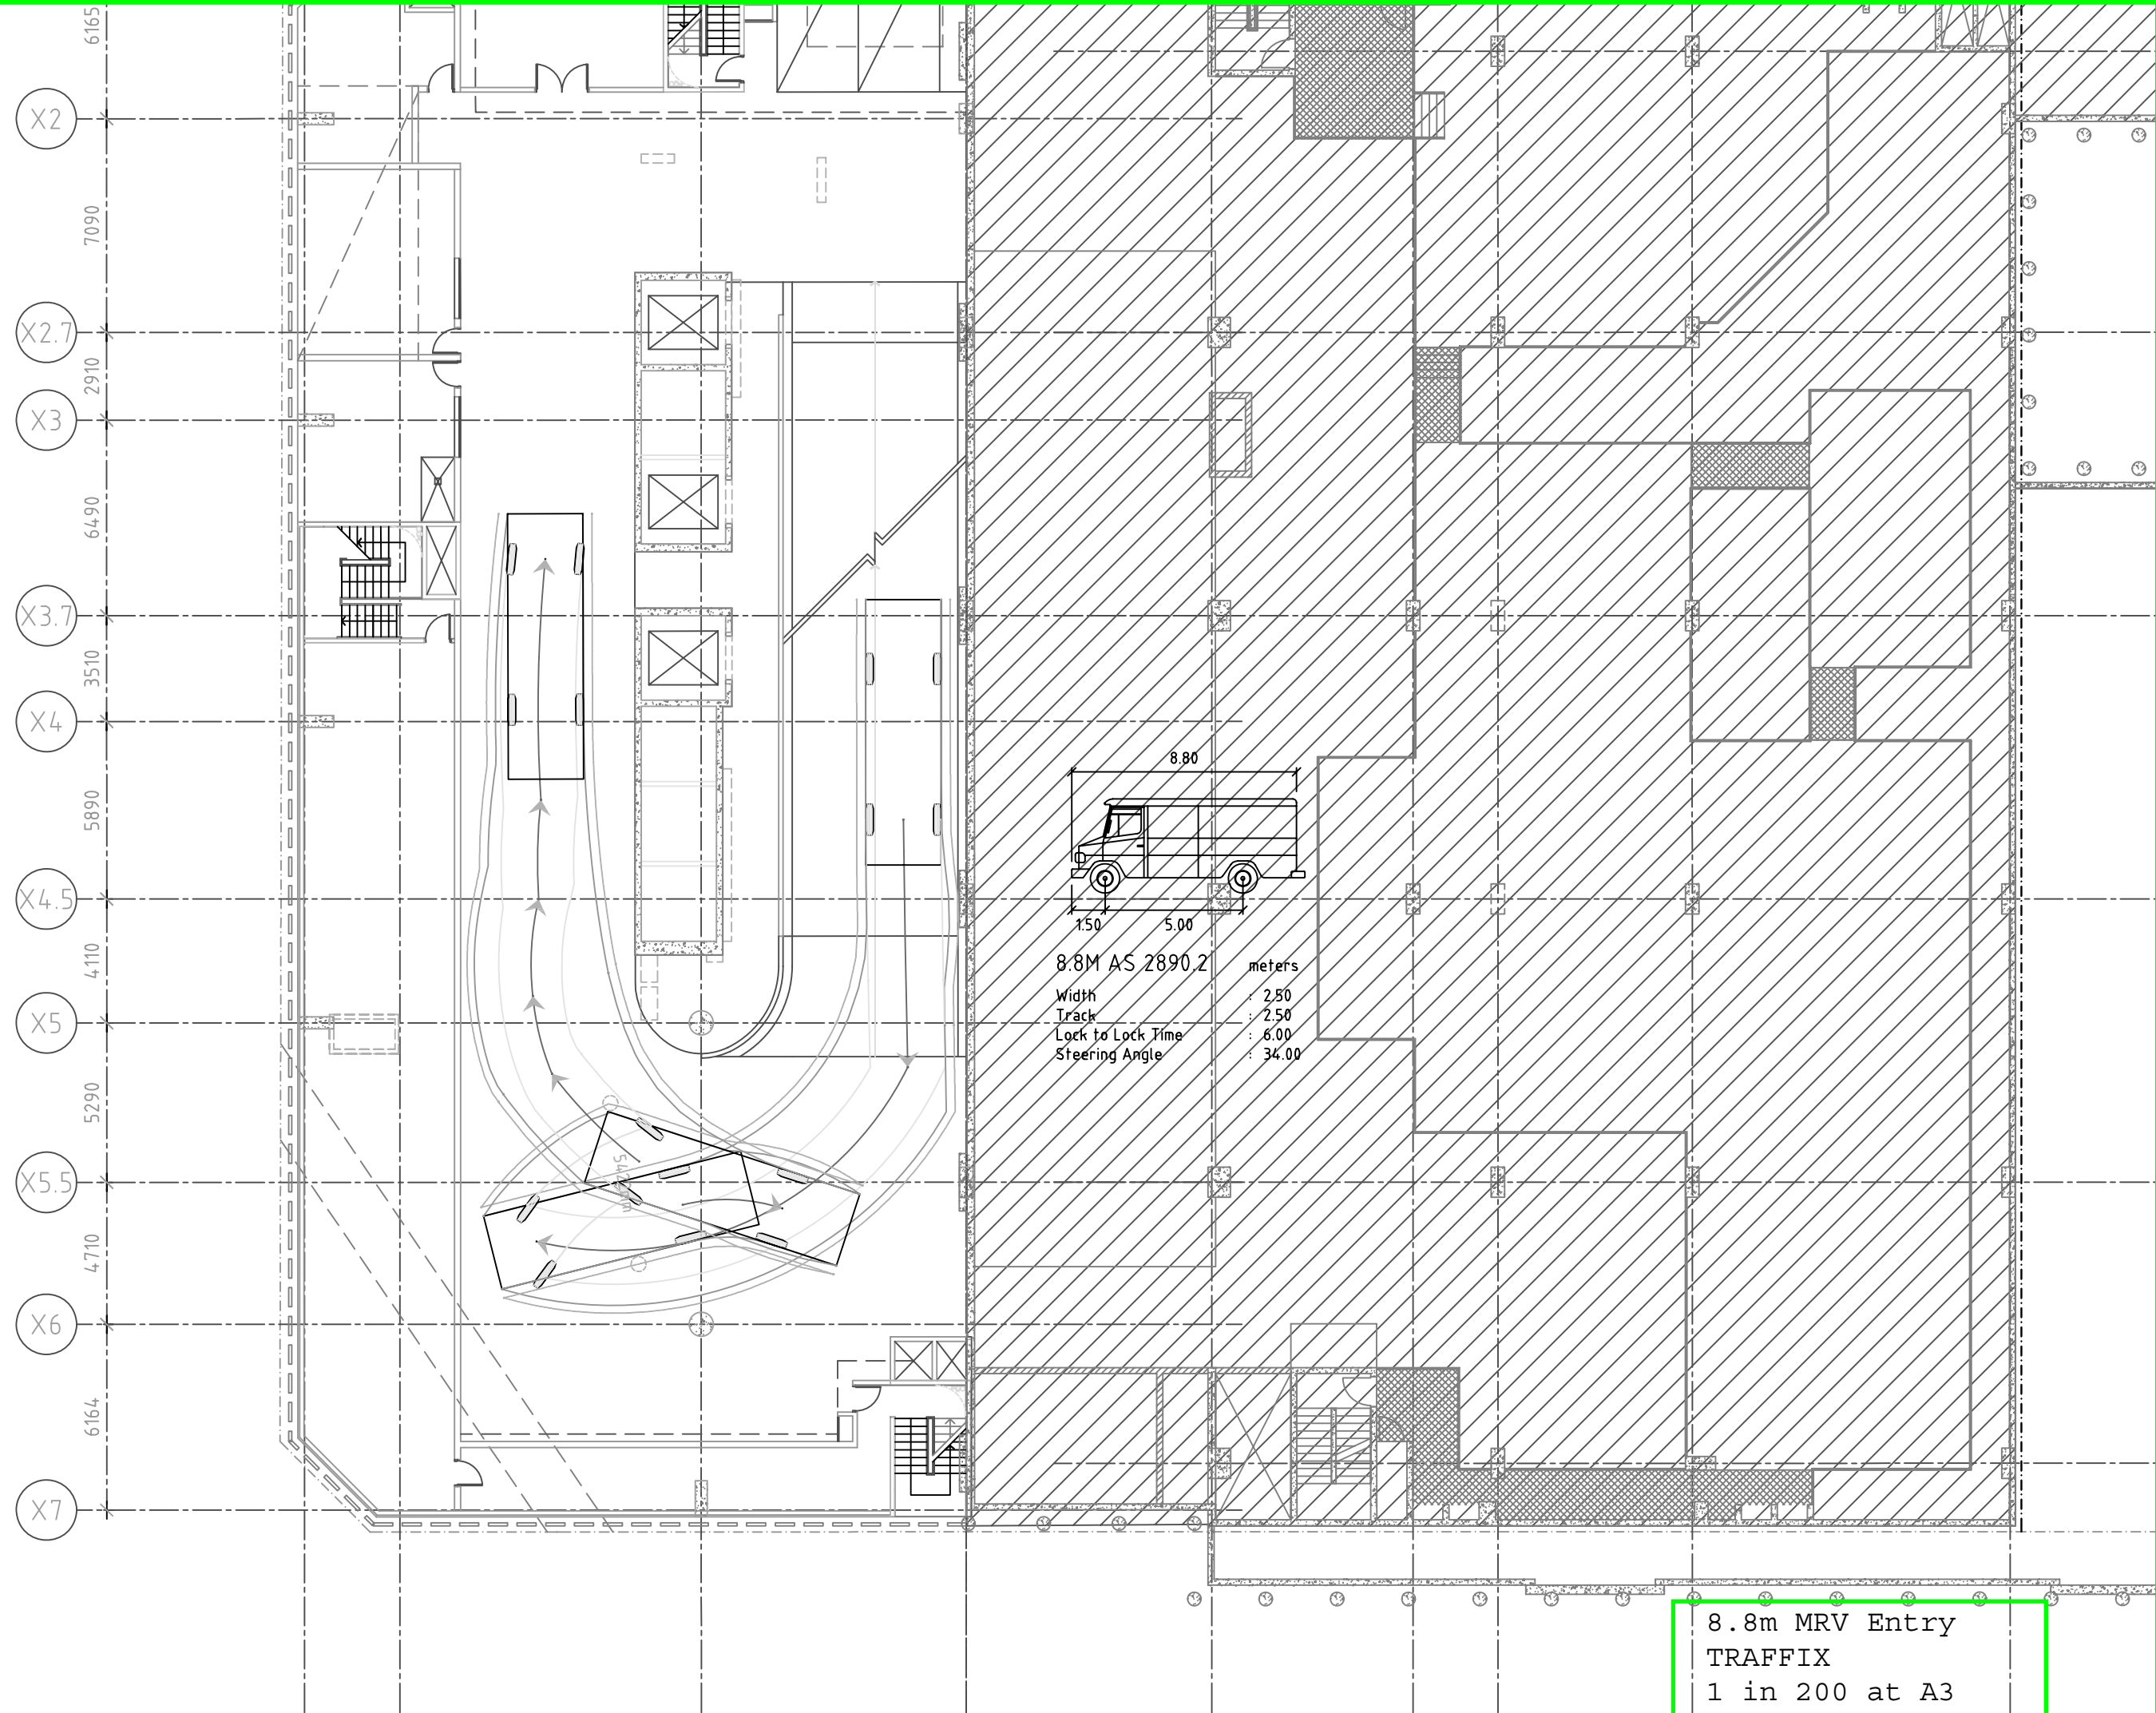 6165
X2
7090
X2.7
2910
X3
6490
X3.7
3510
X4
5890
X4.5
4110
X5
5290
X5.5
4710
X6
6164
X7
8.80
1.50 5.00
8.8M AS 2890.2 meters
Width : 2.50
Track : 2.50
Lock to Lock Time : 6.00
Steering Angle : 34.00
8.8m MRV Entry
TRAFFIX
1 in 200 at A3